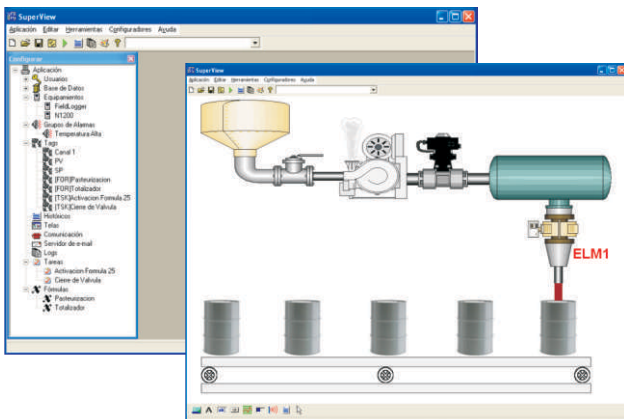 SuperView
Aplicación Editar Herramientas Configuradores Ayuda
Configurar
Aplicación
Usuarios
Base de Datos
Equipamientos
FieldLogger
N1200
Grupos de Alarmas
Temperatura Alta
Tags
Canal 1
PV
SP
[FOR]Pasteurizacion
[FOR]Totalizador
[TSK]Activacion Formula 25
[TSK]Cierre de Valvula
Históricos
Telas
Comunicación
Servidor de e-mail
Logs
Tareas
Activacion Formula 25
Cierre de Valvula
Fórmulas
Pasteurizacion
Totalizador
SuperView
Aplicación Editar Herramientas Configuradores Ayuda
ELM1